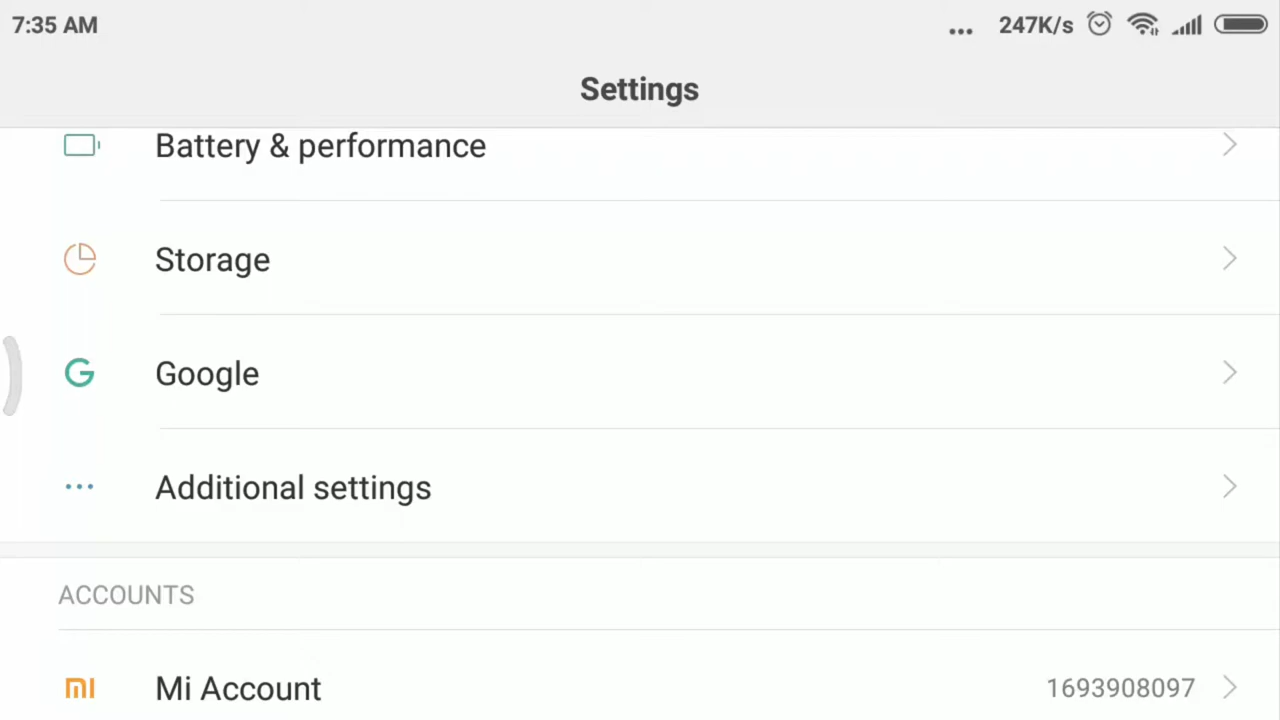 7:35 AM
... 247K/s
Settings
Battery & performance
Storage
Google
Additional settings
ACCOUNTS
Mi Account 1693908097